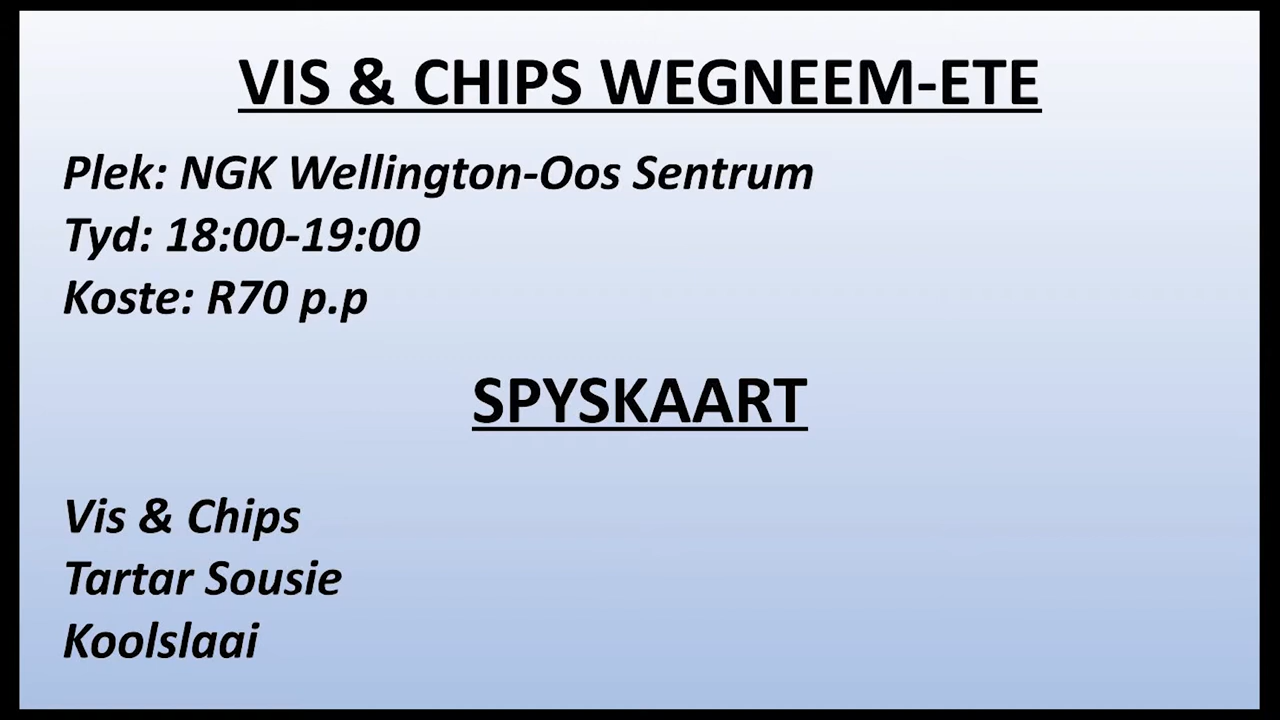 VIS & CHIPS WEGNEEM-ETE
Plek: NGK Wellington-Oos Sentrum
Tyd: 18:00-19:00
Koste: R70 p.p
SPYSKAART
Vis & Chips
Tartar Sousie
Koolslaai